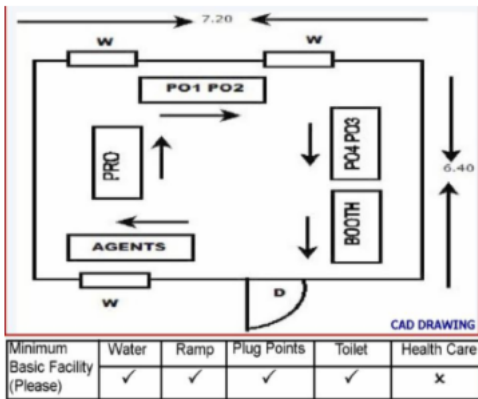 7.20
W W
PO1 PO2
PRO
PO4 PO3
6.40
BOOTH
AGENTS
W
D
CAD DRAWING
Minimum Basic Facility (Please) Water Ramp Plug Points Toilet Health Care
✓ ✓ ✓ ✓ x